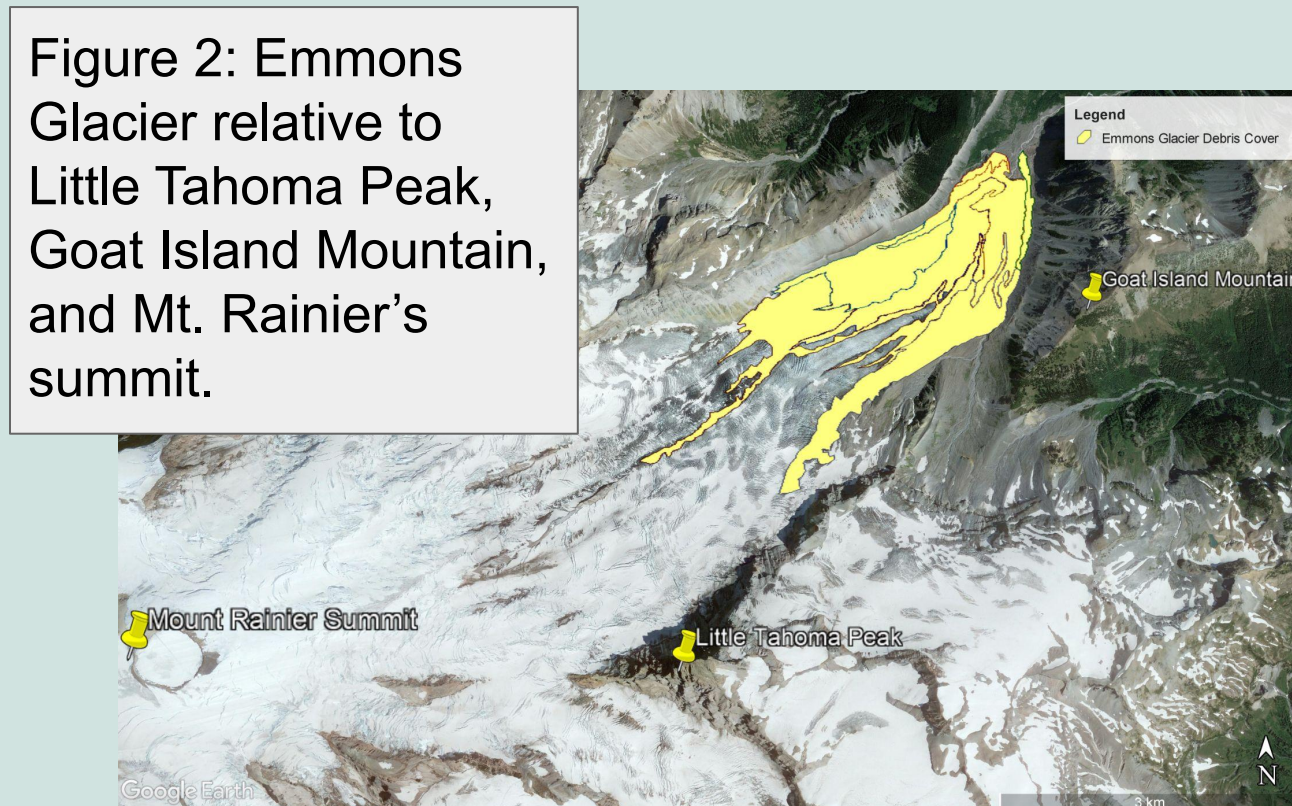 Figure 2: Emmons
Glacier relative to
Little Tahoma Peak,
Goat Island Mountain,
and Mt. Rainier’s
summit.
Legend
Emmons Glacier Debris Cover
Goat Island Mountain
Mount Rainier Summit
Little Tahoma Peak
Google Earth
N
3 km